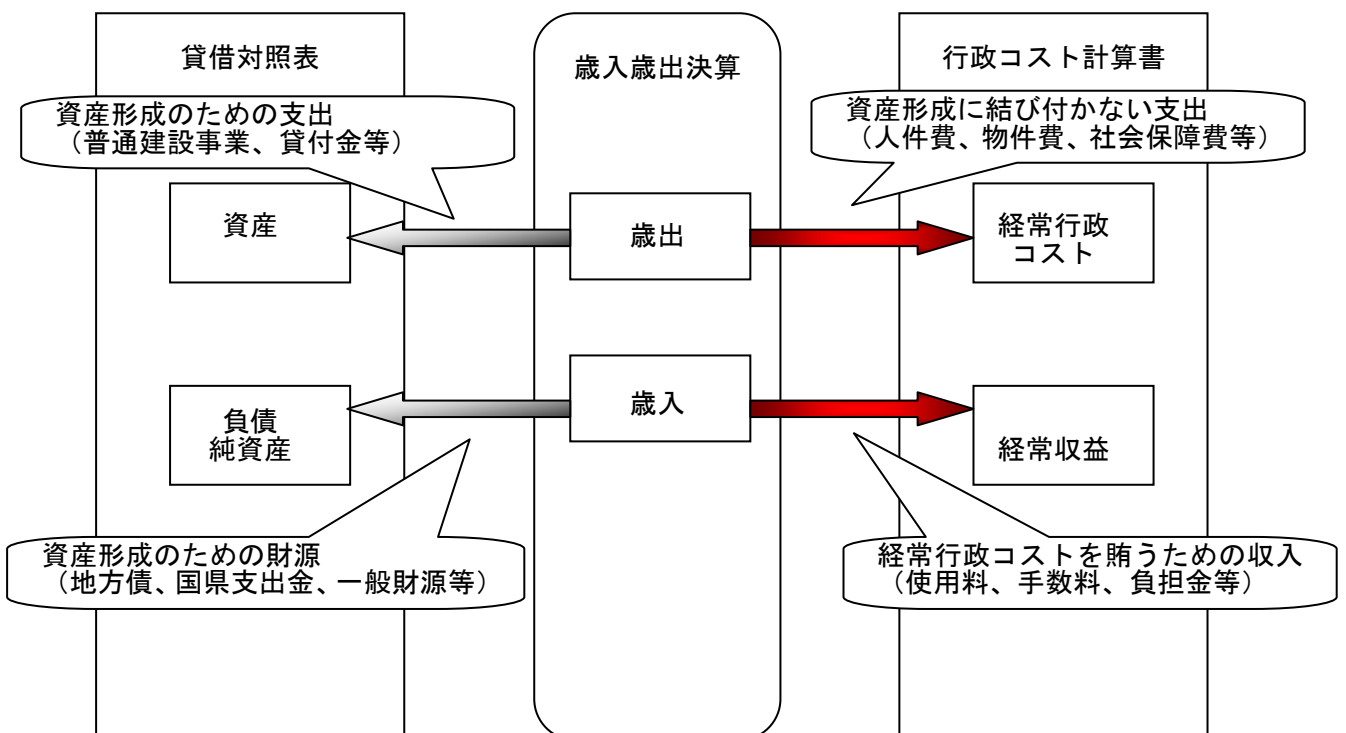 貸借対照表
歳入歳出決算
行政コスト計算書
資産形成のための支出
（普通建設事業、貸付金等）
資産形成に結び付かない支出
（人件費、物件費、社会保障費等）
資産
歳出
経常行政
コスト
負債
純資産
歳入
経常収益
資産形成のための財源
（地方債、国県支出金、一般財源等）
経常行政コストを賄うための収入
（使用料、手数料、負担金等）